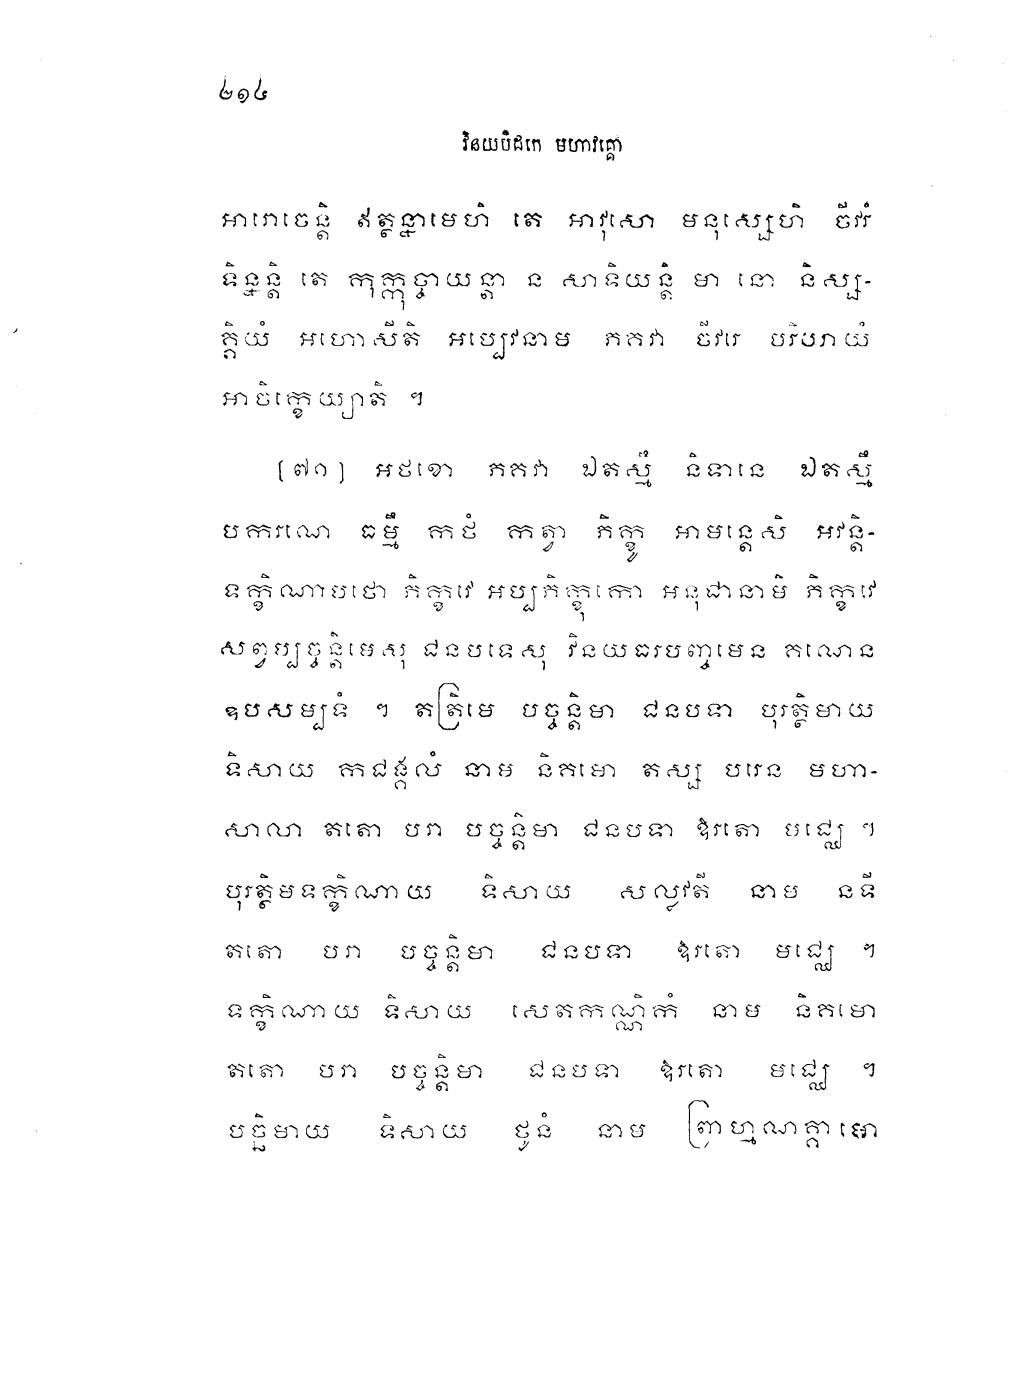 ២១៤
វិនយបិដកេ មហាវគ្គោ
អារោចេន្តិ ឥត្ថន្នាមេហិ តេ អាវុសោ មនុស្សេហិ ចីវរំ
ទិន្នន្តិ តេ កុក្កុច្ចាយន្តា ន សាទិយន្តិ មា នោ និស្ស-
គ្គិយំ អហោសីតិ អប្បេវនាម ភគវា ចីវរេ បរិយាយំ
អាចិក្ខេយ្យាតិ ។
(៧១) អថខោ ភគវា ឯតស្មឹ និទានេ ឯតស្មឹ
បករណេ ធម្មឹ កថំ កត្វា ភិក្ខូ អាមន្តេសិ អវន្តិ-
ទក្ខិណាបថោ ភិក្ខវេ អប្បភិក្ខុកោ អនុជានាមិ ភិក្ខវេ
សព្វប្បច្ចន្តិមេសុ ជនបទេសុ វិនយធរបញ្ចមេន គណេន
ឧបសម្បទំ ។ តត្រិមេ បច្ចន្តិមា ជនបទា បុរត្ថិមាយ
ទិសាយ កជង្គលំ នាម និគមោ តស្ស បរេន មហា-
សាលា តតោ បរា បច្ចន្តិមា ជនបទា ឱរតោ មជ្ឈេ ។
បុរត្ថិមទក្ខិណាយ ទិសាយ សល្លវតី នាម នទី
តតោ បរា បច្ចន្តិមា ជនបទា ឱរតោ មជ្ឈេ ។
ទក្ខិណាយ ទិសាយ សេតកណ្ណិកំ នាម និគមោ
តតោ បរា បច្ចន្តិមា ជនបទា ឱរតោ មជ្ឈេ ។
បច្ឆិមាយ ទិសាយ ថូនំ នាម ព្រាហ្មណគ្គាមោ